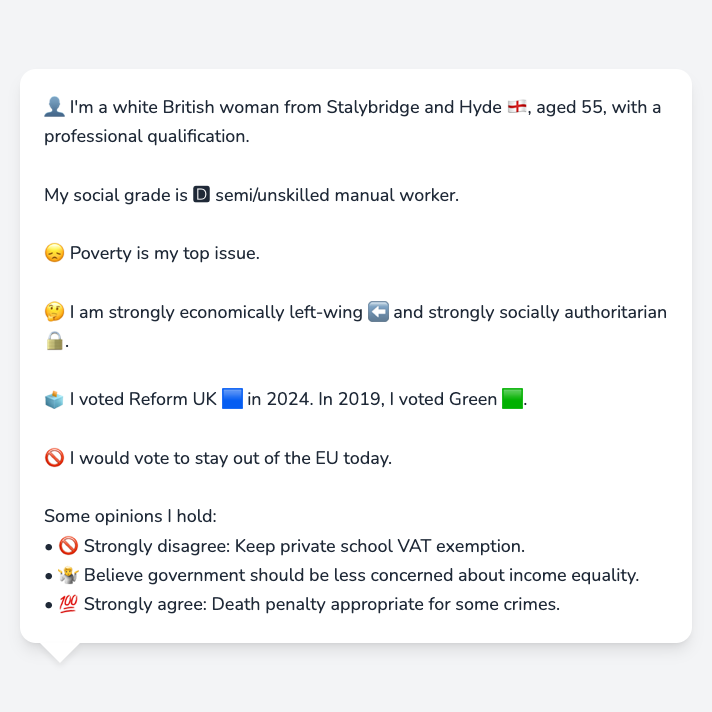 👤 I'm a white British woman from Stalybridge and Hyde 🏴󠁧󠁢󠁥󠁮󠁧󠁿, aged 55, with a
professional qualification.
My social grade is 🅳 semi/unskilled manual worker.
😞 Poverty is my top issue.
🤔 I am strongly economically left-wing ⬅️ and strongly socially authoritarian
🔒.
🗳️ I voted Reform UK 🟦 in 2024. In 2019, I voted Green 🟩.
🚫 I would vote to stay out of the EU today.
Some opinions I hold:
• 🚫 Strongly disagree: Keep private school VAT exemption.
• 🤷 Believe government should be less concerned about income equality.
• 💯 Strongly agree: Death penalty appropriate for some crimes.